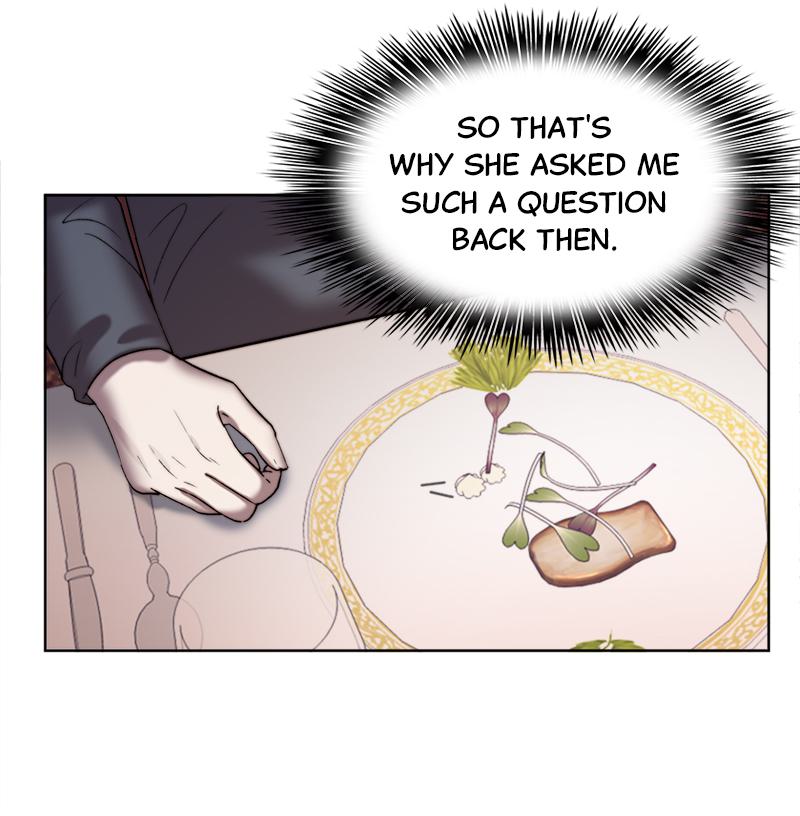 SO THAT'S
WHY SHE ASKED ME
SUCH A QUESTION
BACK THEN.